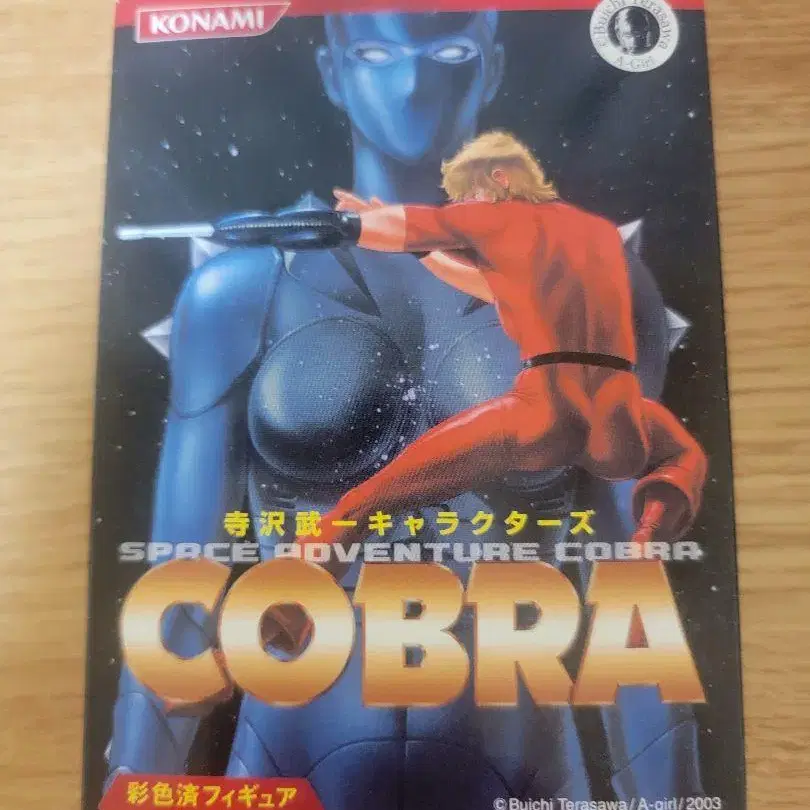 KONAMI
©Buichi Terasawa
A-Girl
寺沢武一キャラクターズ
SPACE ADVENTURE COBRA
COBRA
彩色済フィギュア
©Buichi Terasawa/A-girl/2003